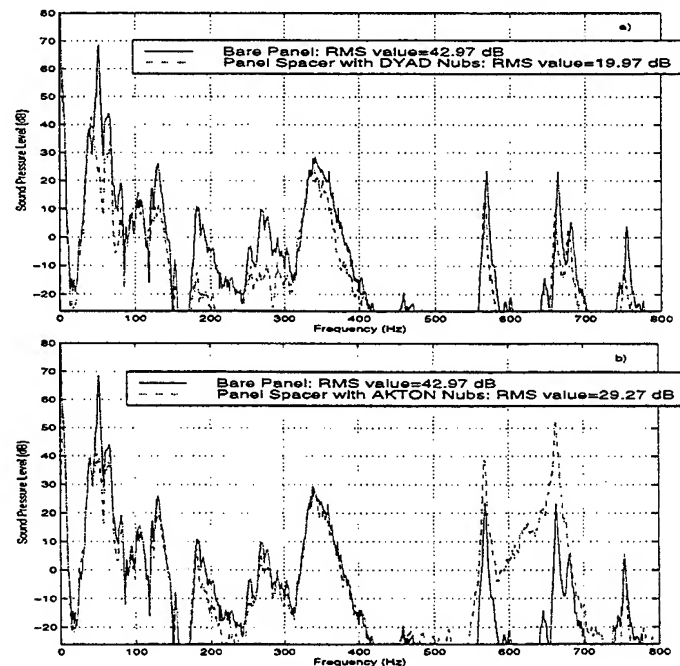 80
a)
Bare Panel: RMS value=42.97 dB
Panel Spacer with DYAD Nubs: RMS value=19.97 dB
70
60
50
40
30
20
10
0
−10
−20
Sound Pressure Level [dB]
0 100 200 300 400 500 600 700 800
Frequency (Hz)
80
b)
Bare Panel: RMS value=42.97 dB
Panel Spacer with AKTON Nubs: RMS value=29.27 dB
70
60
50
40
30
20
10
0
−10
−20
Sound Pressure Level [dB]
0 100 200 300 400 500 600 700 800
Frequency (Hz)